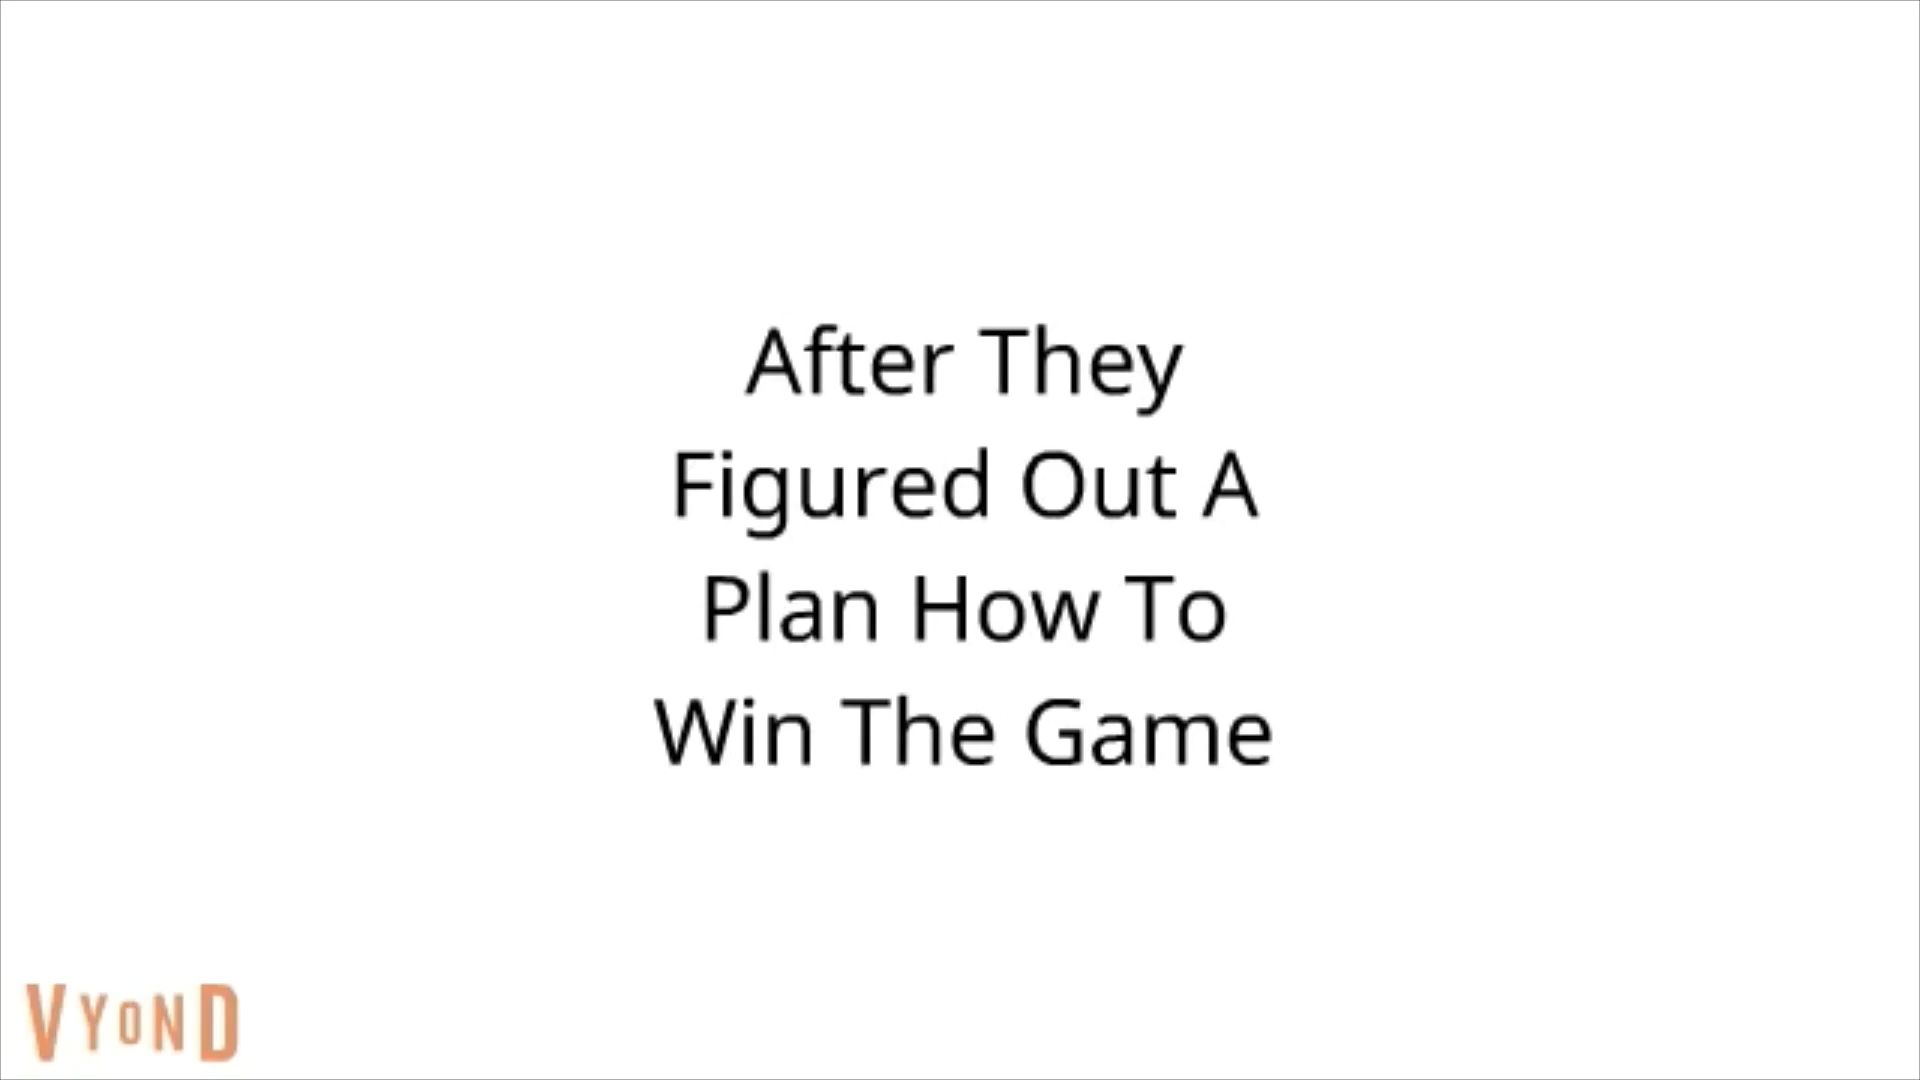 After They
Figured Out A
Plan How To
Win The Game
VYOND